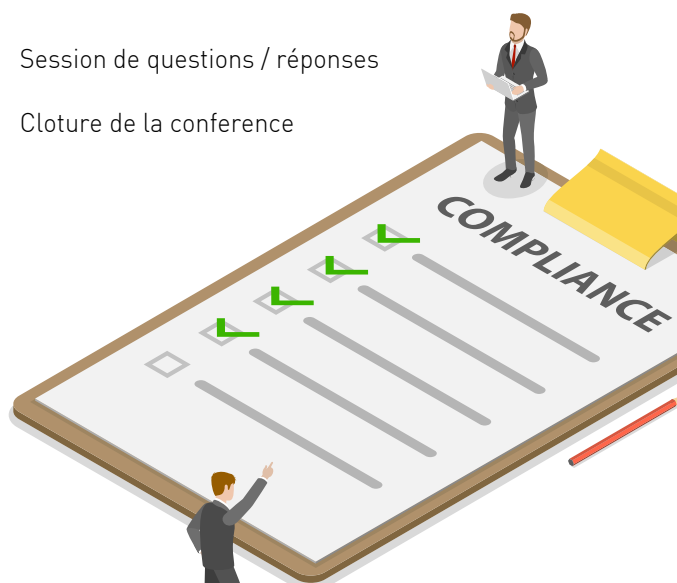 Session de questions / réponses
Cloture de la conference
COMPLIANCE